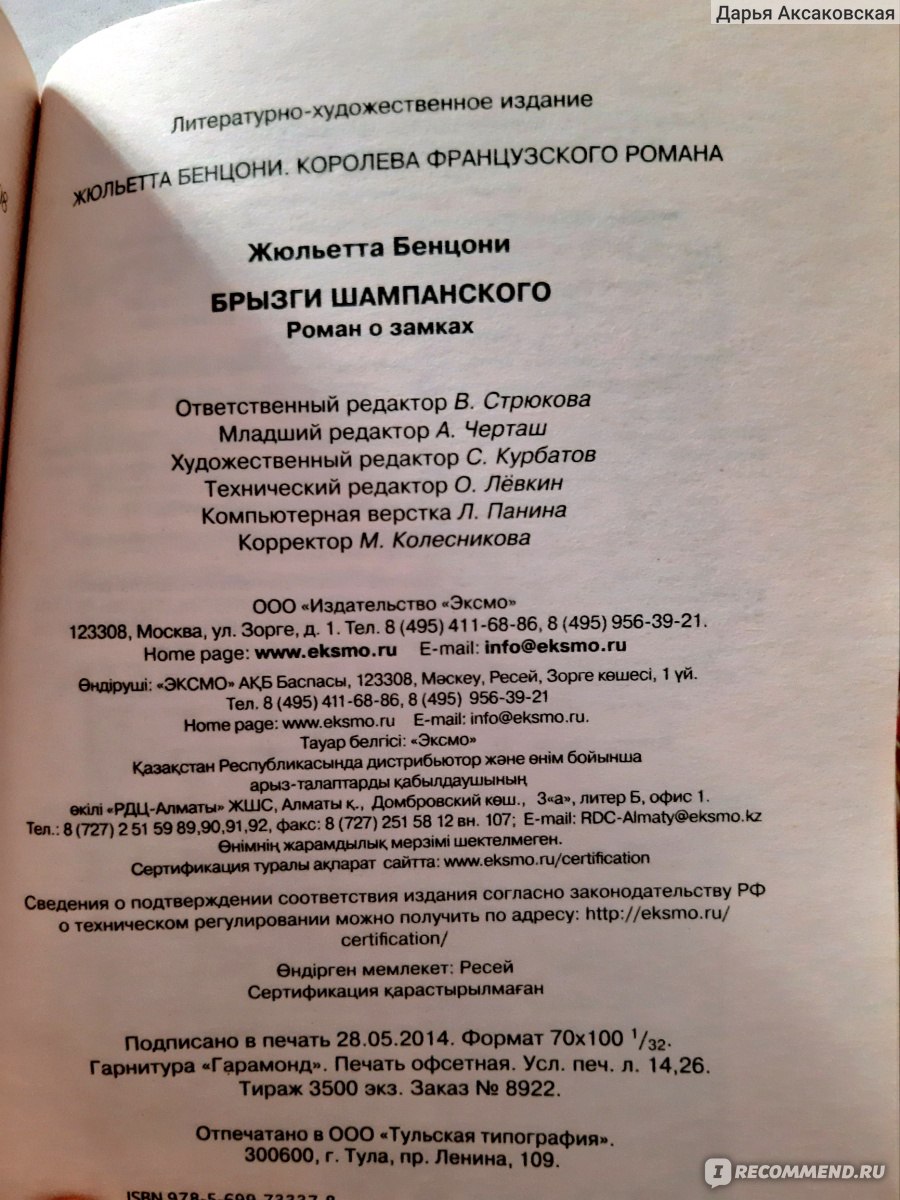 Дарья Аксаковская
Литературно-художественное издание
ЖЮЛЬЕТТА БЕНЦОНИ. КОРОЛЕВА ФРАНЦУЗСКОГО РОМАНА
Жюльетта Бенцони
БРЫЗГИ ШАМПАНСКОГО
Роман о замках
Ответственный редактор В. Стрюкова
Младший редактор А. Черташ
Художественный редактор С. Курбатов
Технический редактор О. Лёвкин
Компьютерная верстка Л. Панина
Корректор М. Колесникова
ООО «Издательство «Эксмо»
123308, Москва, ул. Зорге, д. 1. Тел. 8 (495) 411-68-86, 8 (495) 956-39-21.
Home page: www.eksmo.ru E-mail: info@eksmo.ru
Өндіруші: «ЭКСМО» АҚБ Баспасы, 123308, Мәскеу, Ресей, Зорге көшесі, 1 үй.
Тел. 8 (495) 411-68-86, 8 (495) 956-39-21
Home page: www.eksmo.ru E-mail: info@eksmo.ru.
Тауар белгісі: «Эксмо»
Қазақстан Республикасында дистрибьютор және өнім бойынша
арыз-талаптарды қабылдаушының
өкілі «РДЦ-Алматы» ЖШС, Алматы қ., Домбровский көш., 3«а», литер Б, офис 1.
Тел.: 8 (727) 2 51 59 89,90,91,92, факс: 8 (727) 251 58 12 вн. 107; E-mail: RDC-Almaty@eksmo.kz
Өнімнің жарамдылық мерзімі шектелмеген.
Сертификация туралы ақпарат сайтта: www.eksmo.ru/certification
Сведения о подтверждении соответствия издания согласно законодательству РФ
о техническом регулировании можно получить по адресу: http://eksmo.ru/
certification/
Өндірген мемлекет: Ресей
Сертификация қарастырылмаған
Подписано в печать 28.05.2014. Формат 70x100 1/32.
Гарнитура «Гарамонд». Печать офсетная. Усл. печ. л. 14,26.
Тираж 3500 экз. Заказ № 8922.
Отпечатано в ООО «Тульская типография».
300600, г. Тула, пр. Ленина, 109.
ISBN 978-5-699-73337-8
IRECOMMEND.RU